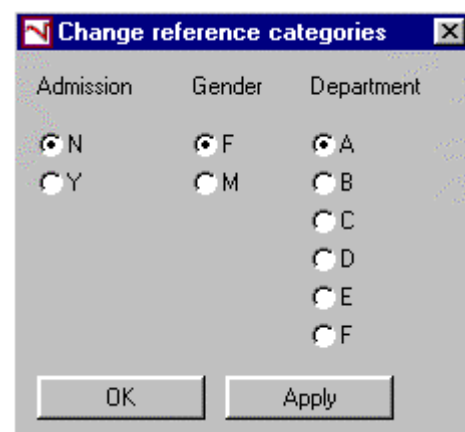 Change reference categories
Admission Gender Department
N F A
Y M B
C
D
E
F
OK Apply